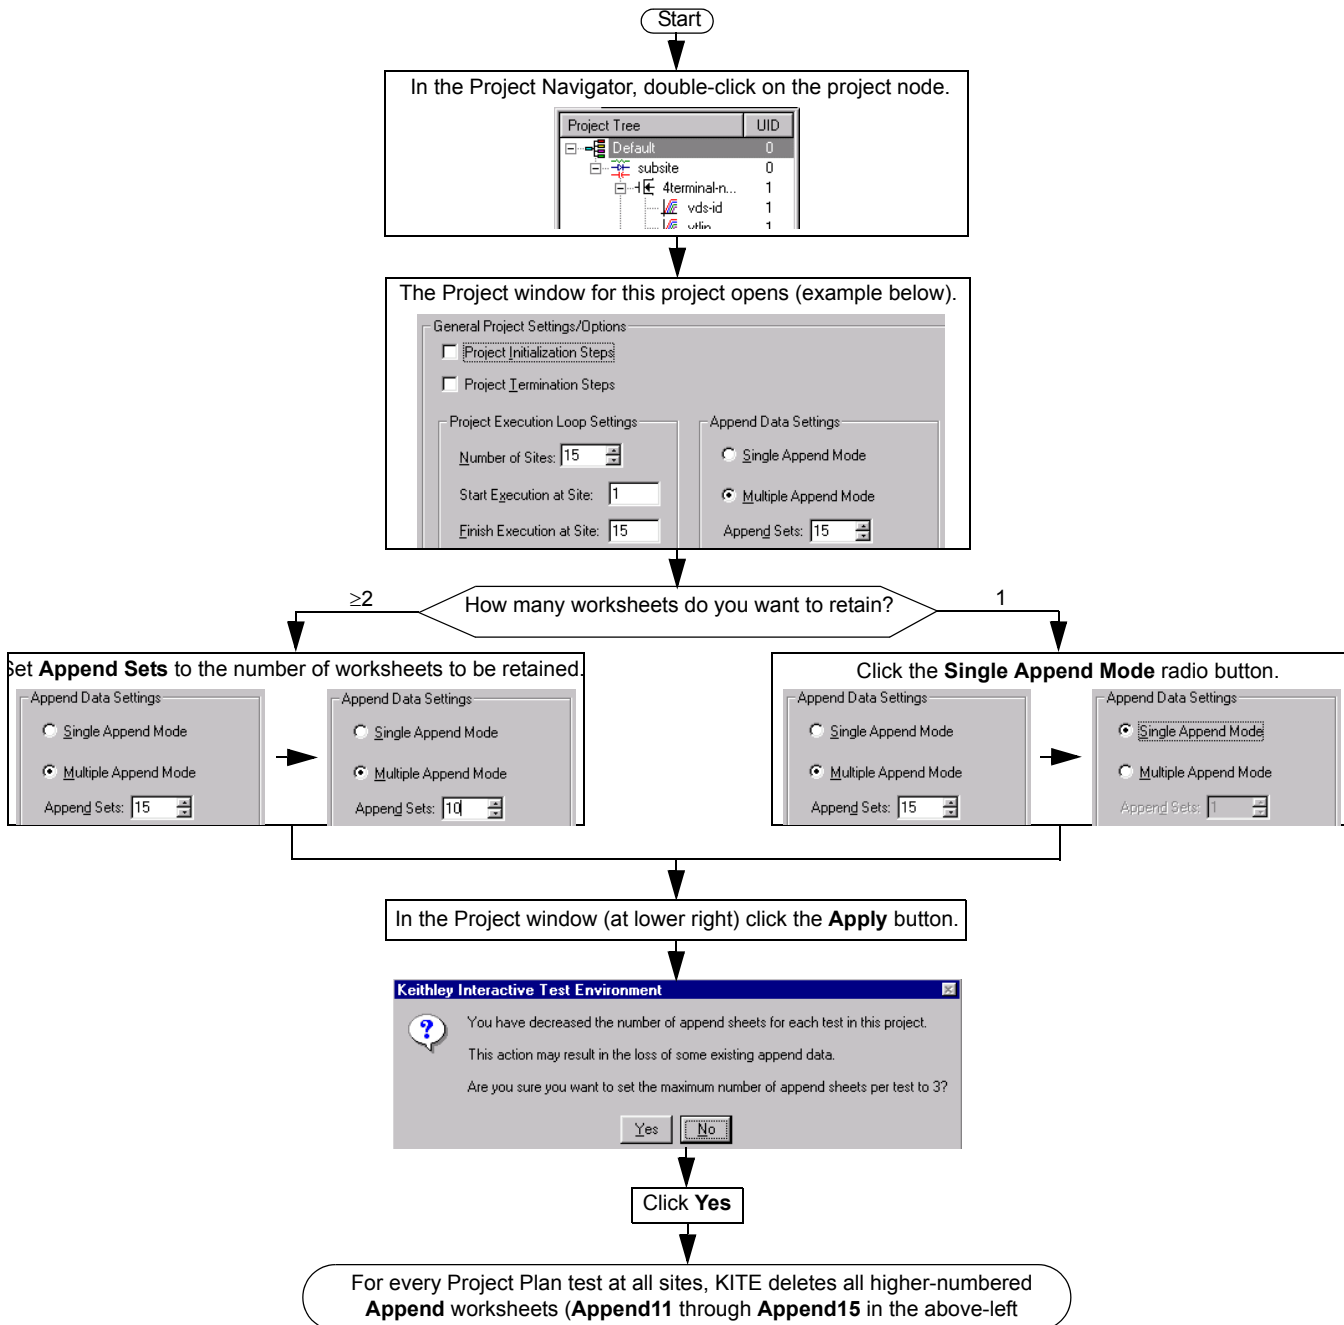 Start
In the Project Navigator, double-click on the project node.
Project Tree UID
Default 0
subsite 0
4terminal-n... 1
vds-id 1
vtlin 1
The Project window for this project opens (example below).
General Project Settings/Options
Project Initialization Steps
Project Termination Steps
Project Execution Loop Settings
Number of Sites: 15
Start Execution at Site: 1
Finish Execution at Site: 15
Append Data Settings
Single Append Mode
Multiple Append Mode
Append Sets: 15
How many worksheets do you want to retain?
≥2
1
Set Append Sets to the number of worksheets to be retained.
Append Data Settings
Single Append Mode
Multiple Append Mode
Append Sets: 15
Append Data Settings
Single Append Mode
Multiple Append Mode
Append Sets: 10
Click the Single Append Mode radio button.
Append Data Settings
Single Append Mode
Multiple Append Mode
Append Sets: 15
Append Data Settings
Single Append Mode
Multiple Append Mode
Append Sets: 1
In the Project window (at lower right) click the Apply button.
Keithley Interactive Test Environment
You have decreased the number of append sheets for each test in this project.
This action may result in the loss of some existing append data.
Are you sure you want to set the maximum number of append sheets per test to 3?
Yes No
Click Yes
For every Project Plan test at all sites, KITE deletes all higher-numbered
Append worksheets (Append11 through Append15 in the above-left